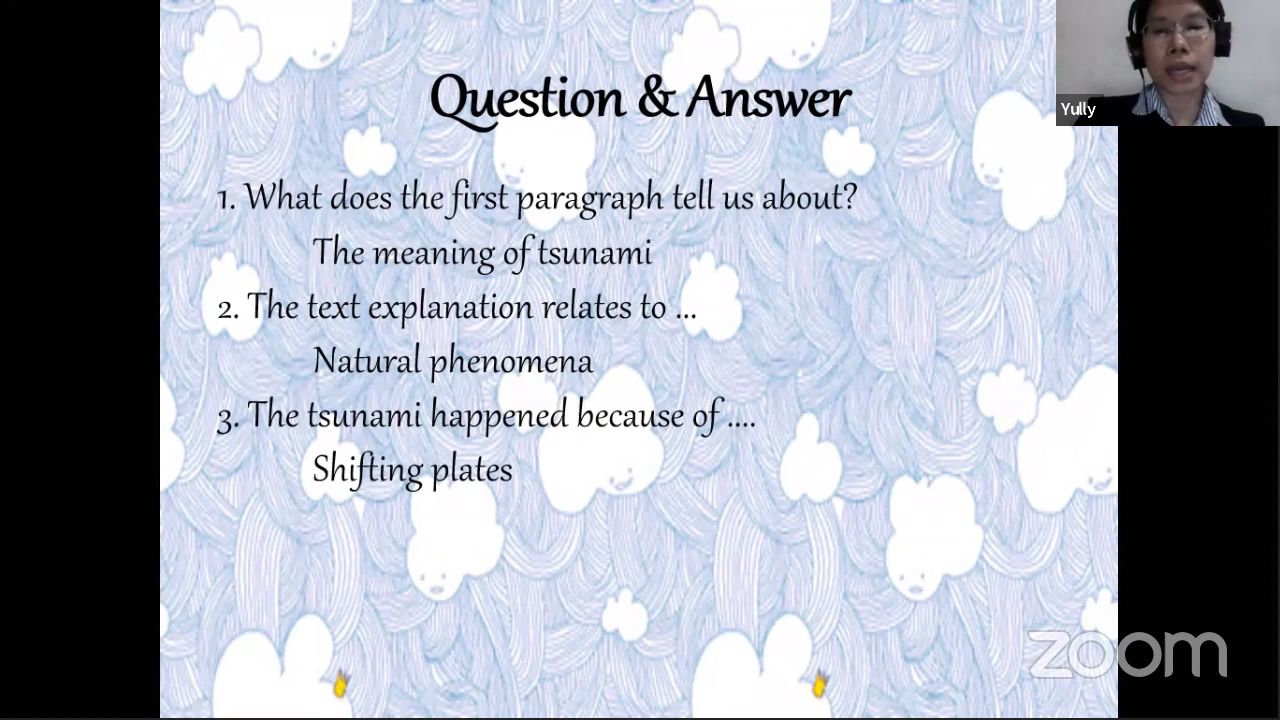 Question & Answer
Yully
1. What does the first paragraph tell us about?
The meaning of tsunami
2. The text explanation relates to ...
Natural phenomena
3. The tsunami happened because of ....
Shifting plates
zoom